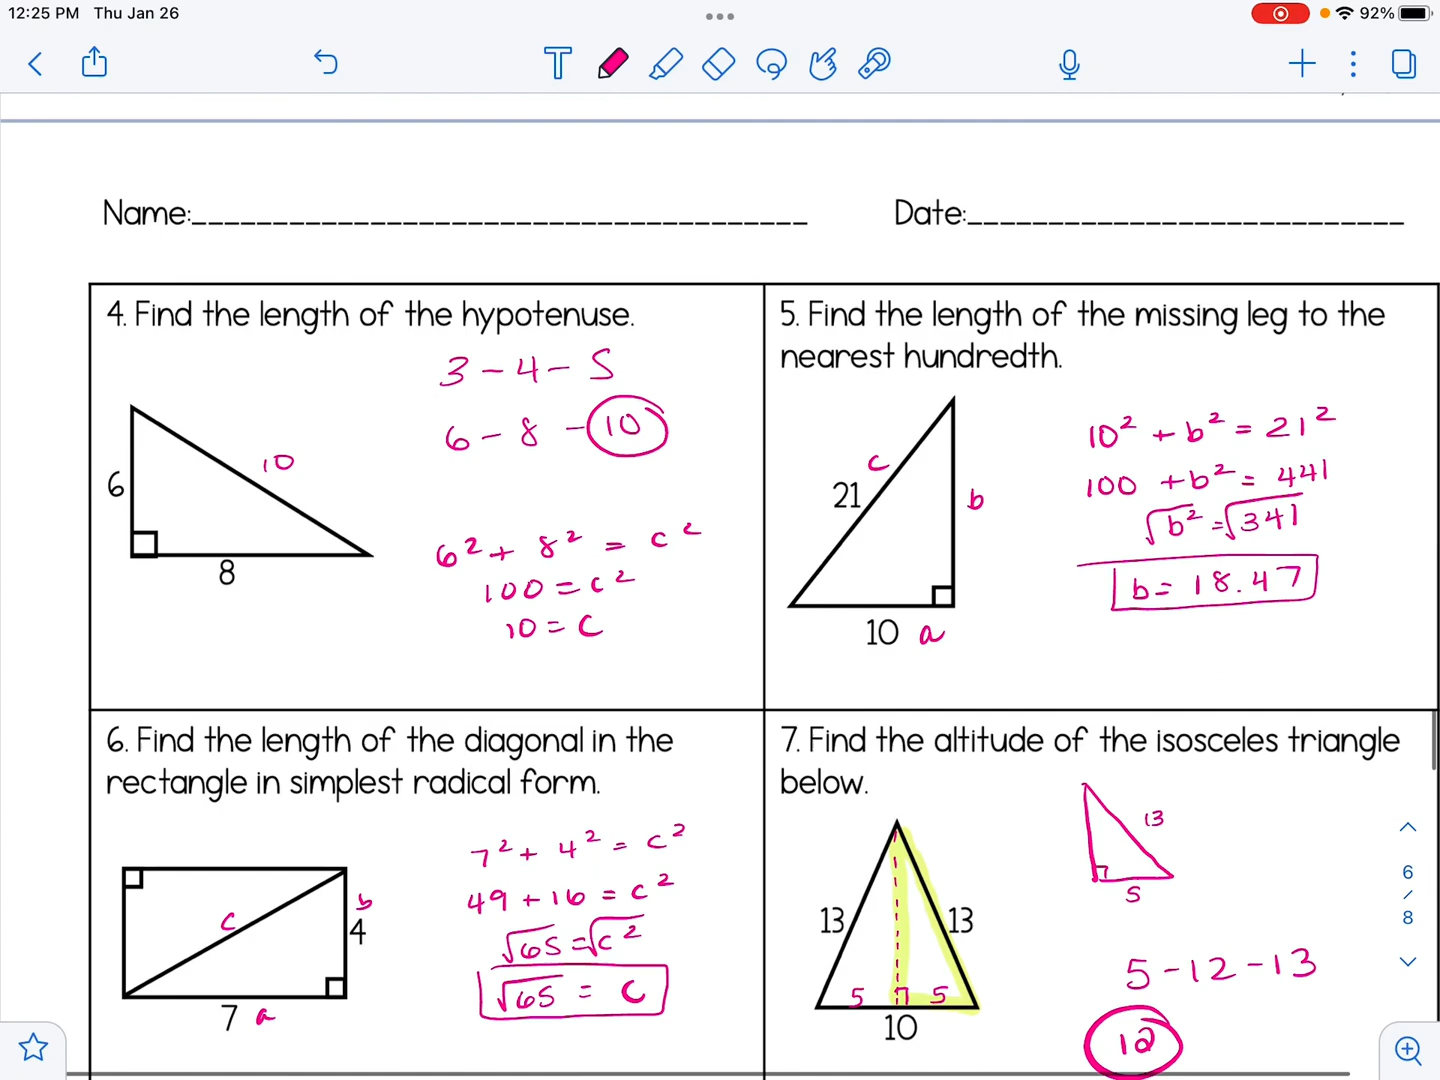 12:25 PM Thu Jan 26
92%
T
Name:
Date:
4. Find the length of the hypotenuse.
3 - 4 - 5
6 - 8 - 10
6
10
8
6² + 8² = c²
100 = c²
10 = c
5. Find the length of the missing leg to the
nearest hundredth.
c
21
b
10 a
10² + b² = 21²
100 + b² = 441
√b² = √341
b = 18.47
6. Find the length of the diagonal in the
rectangle in simplest radical form.
c
b
4
7 a
7² + 4² = c²
49 + 16 = c²
√65 = √c²
√65 = c
7. Find the altitude of the isosceles triangle
below.
13
13
5
5
10
13
5
5 - 12 - 13
12
6
/
8